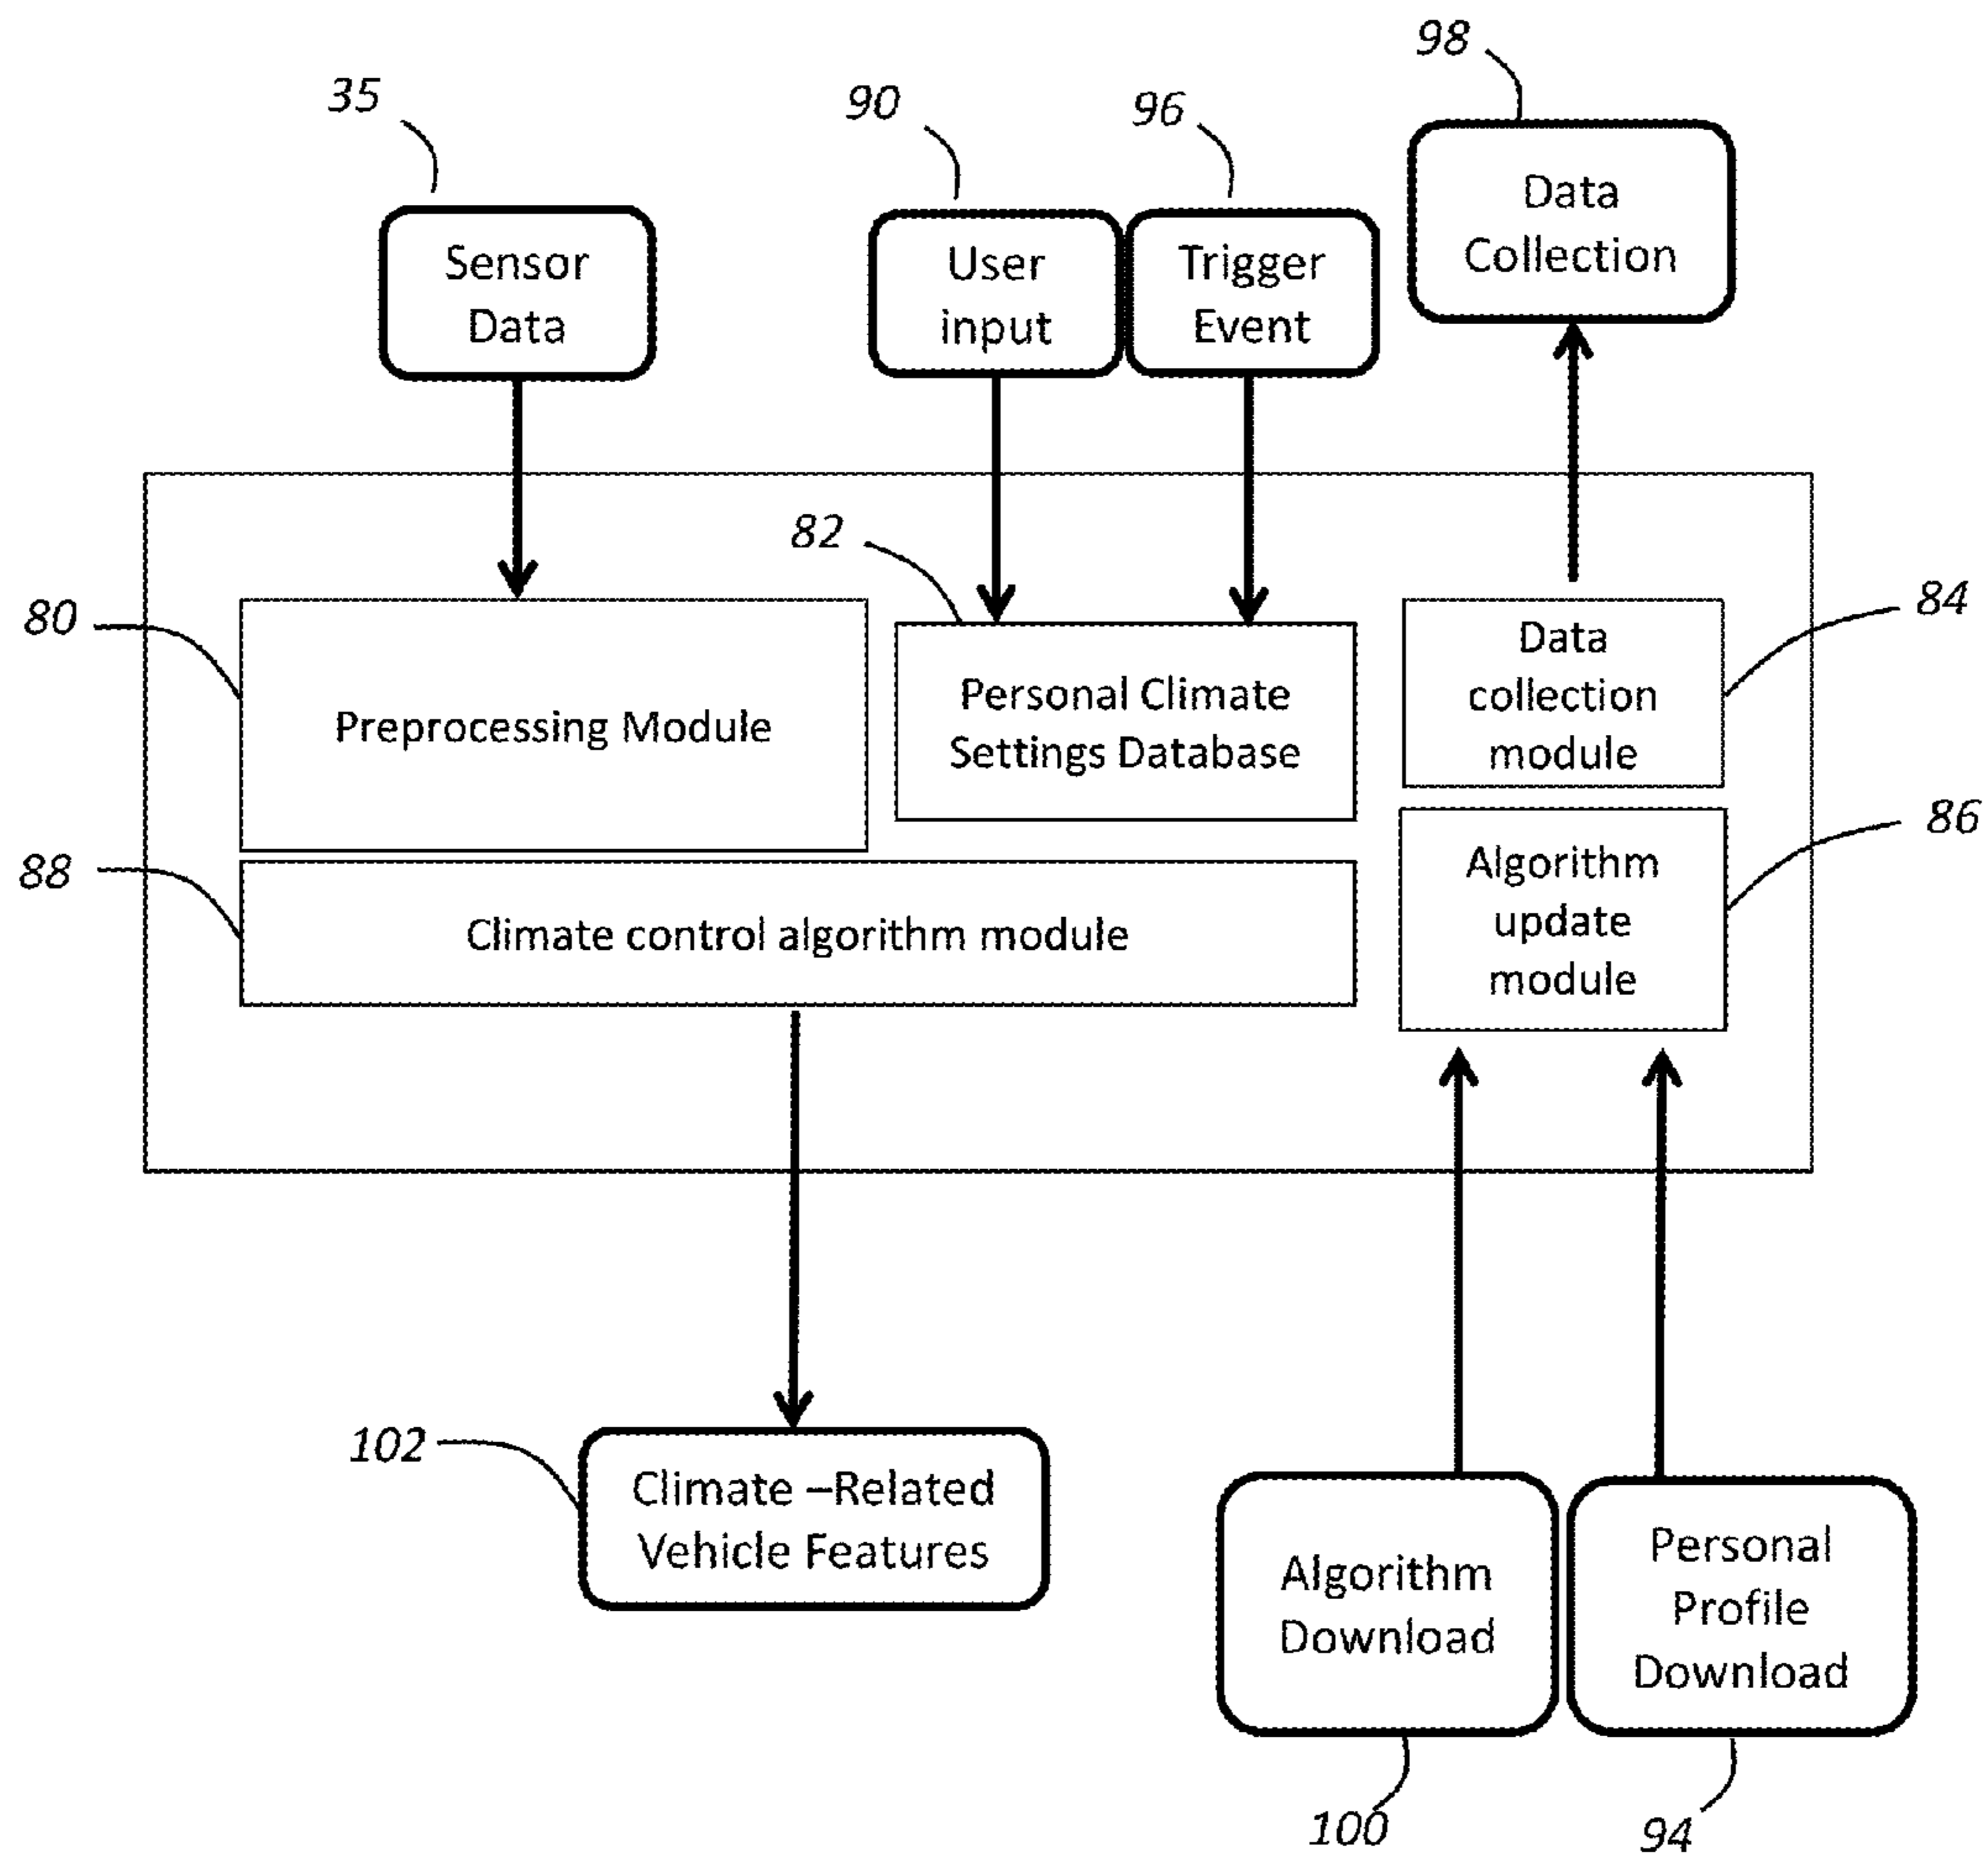 98
35
90
96
Data
Collection
Sensor
Data
User
input
Trigger
Event
82
80
84
Preprocessing Module
Personal Climate
Settings Database
Data
collection
module
86
88
Climate control algorithm module
Algorithm
update
module
102
Climate –Related
Vehicle Features
Algorithm
Download
Personal
Profile
Download
100
94